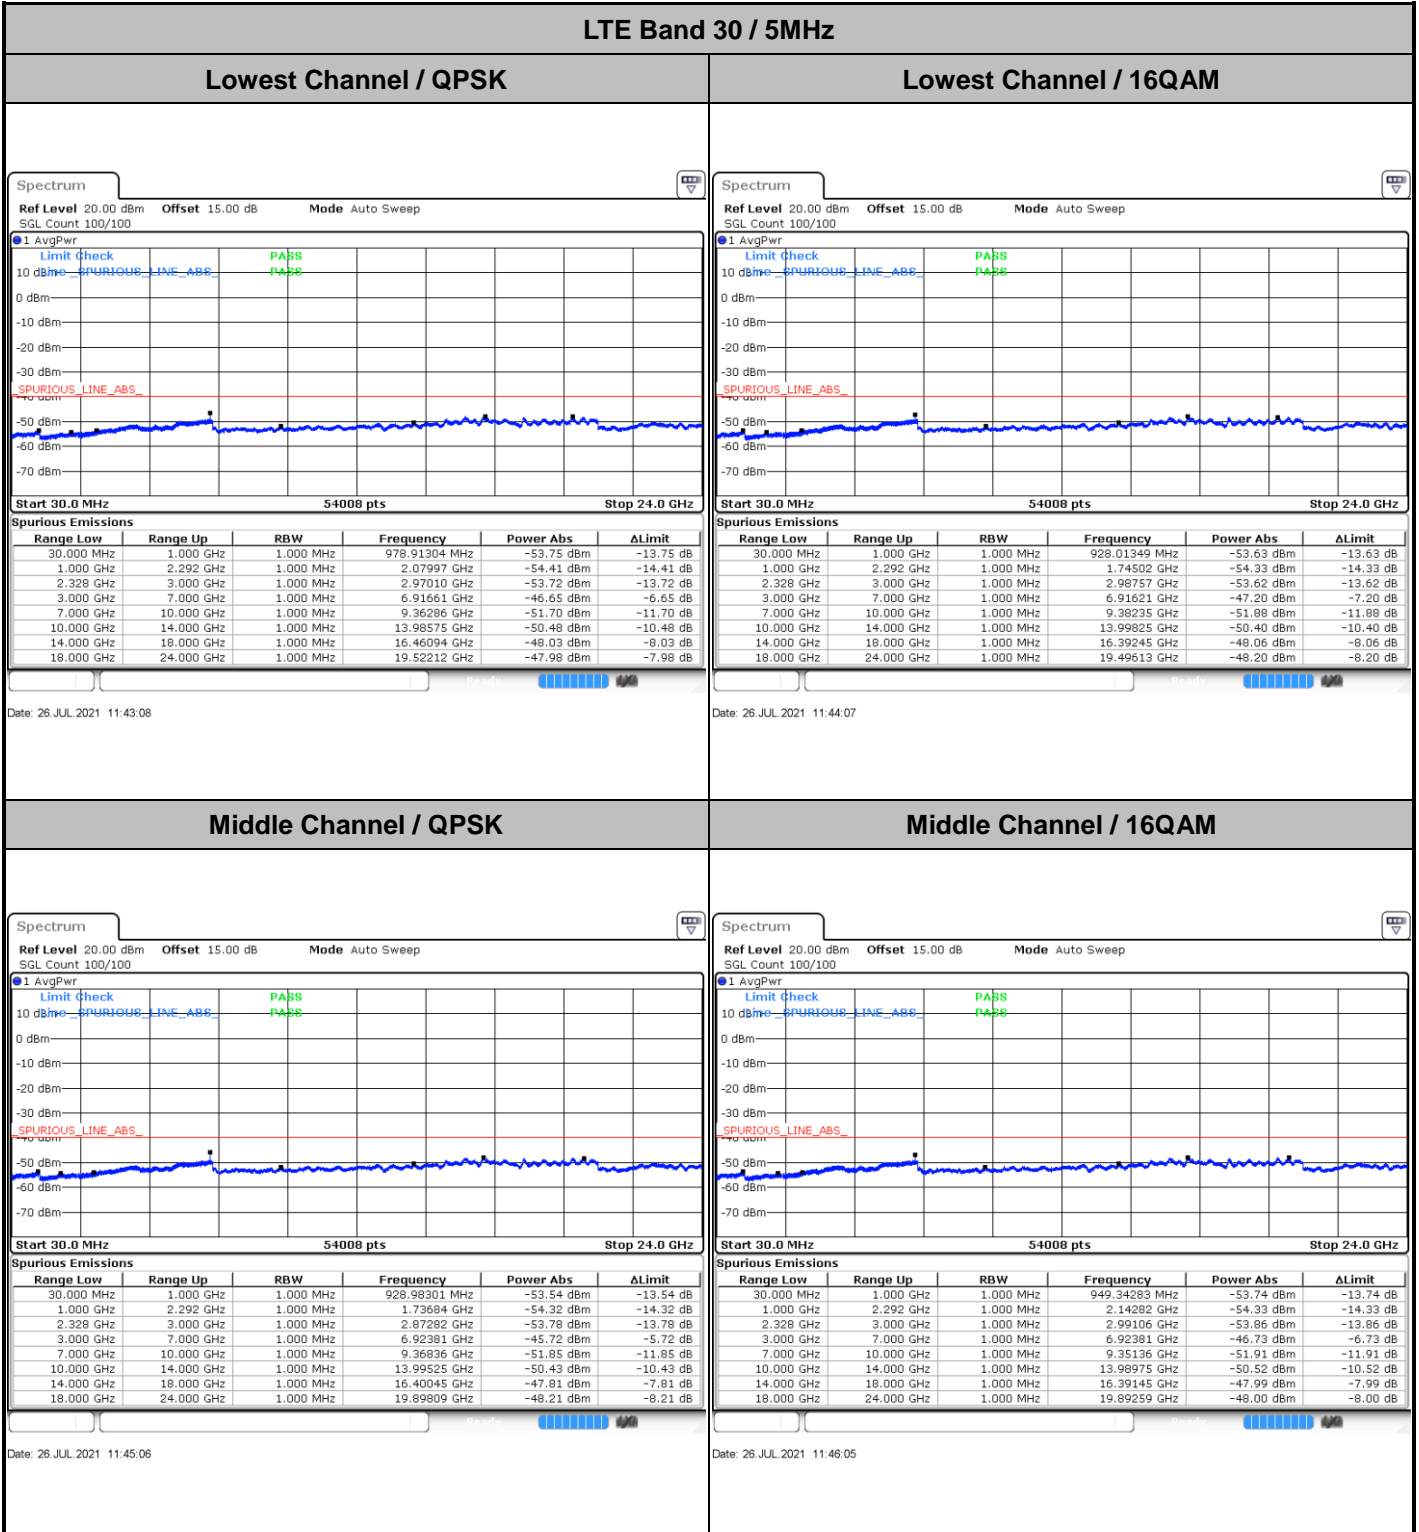 LTE Band 30 / 5MHz
Lowest Channel / QPSK
Lowest Channel / 16QAM
Spectrum
Ref Level 20.00 dBm Offset 15.00 dB Mode Auto Sweep
SGL Count 100/100
1 AvgPwr
Limit Check PASS
Line _SPURIOUS_LINE_ABS_ PASS
10 dBm
0 dBm
-10 dBm
-20 dBm
-30 dBm
_SPURIOUS_LINE_ABS_
-40 dBm
-50 dBm
-60 dBm
-70 dBm
Start 30.0 MHz 54008 pts Stop 24.0 GHz
Spurious Emissions
Range Low Range Up RBW Frequency Power Abs ΔLimit
30.000 MHz 1.000 GHz 1.000 MHz 978.91304 MHz -53.75 dBm -13.75 dB
1.000 GHz 2.292 GHz 1.000 MHz 2.07997 GHz -54.41 dBm -14.41 dB
2.328 GHz 3.000 GHz 1.000 MHz 2.97010 GHz -53.72 dBm -13.72 dB
3.000 GHz 7.000 GHz 1.000 MHz 6.91661 GHz -46.65 dBm -6.65 dB
7.000 GHz 10.000 GHz 1.000 MHz 9.36286 GHz -51.70 dBm -11.70 dB
10.000 GHz 14.000 GHz 1.000 MHz 13.98575 GHz -50.48 dBm -10.48 dB
14.000 GHz 18.000 GHz 1.000 MHz 16.46094 GHz -48.03 dBm -8.03 dB
18.000 GHz 24.000 GHz 1.000 MHz 19.52212 GHz -47.98 dBm -7.98 dB
Ready
Date: 26.JUL.2021 11:43:08
Spectrum
Ref Level 20.00 dBm Offset 15.00 dB Mode Auto Sweep
SGL Count 100/100
1 AvgPwr
Limit Check PASS
Line _SPURIOUS_LINE_ABS_ PASS
10 dBm
0 dBm
-10 dBm
-20 dBm
-30 dBm
_SPURIOUS_LINE_ABS_
-40 dBm
-50 dBm
-60 dBm
-70 dBm
Start 30.0 MHz 54008 pts Stop 24.0 GHz
Spurious Emissions
Range Low Range Up RBW Frequency Power Abs ΔLimit
30.000 MHz 1.000 GHz 1.000 MHz 928.01349 MHz -53.63 dBm -13.63 dB
1.000 GHz 2.292 GHz 1.000 MHz 1.74502 GHz -54.33 dBm -14.33 dB
2.328 GHz 3.000 GHz 1.000 MHz 2.98757 GHz -53.62 dBm -13.62 dB
3.000 GHz 7.000 GHz 1.000 MHz 6.91621 GHz -47.20 dBm -7.20 dB
7.000 GHz 10.000 GHz 1.000 MHz 9.38235 GHz -51.88 dBm -11.88 dB
10.000 GHz 14.000 GHz 1.000 MHz 13.99825 GHz -50.40 dBm -10.40 dB
14.000 GHz 18.000 GHz 1.000 MHz 16.39245 GHz -48.06 dBm -8.06 dB
18.000 GHz 24.000 GHz 1.000 MHz 19.49613 GHz -48.20 dBm -8.20 dB
Ready
Date: 26.JUL.2021 11:44:07
Middle Channel / QPSK
Middle Channel / 16QAM
Spectrum
Ref Level 20.00 dBm Offset 15.00 dB Mode Auto Sweep
SGL Count 100/100
1 AvgPwr
Limit Check PASS
Line _SPURIOUS_LINE_ABS_ PASS
10 dBm
0 dBm
-10 dBm
-20 dBm
-30 dBm
_SPURIOUS_LINE_ABS_
-40 dBm
-50 dBm
-60 dBm
-70 dBm
Start 30.0 MHz 54008 pts Stop 24.0 GHz
Spurious Emissions
Range Low Range Up RBW Frequency Power Abs ΔLimit
30.000 MHz 1.000 GHz 1.000 MHz 928.98301 MHz -53.54 dBm -13.54 dB
1.000 GHz 2.292 GHz 1.000 MHz 1.73684 GHz -54.32 dBm -14.32 dB
2.328 GHz 3.000 GHz 1.000 MHz 2.87282 GHz -53.78 dBm -13.78 dB
3.000 GHz 7.000 GHz 1.000 MHz 6.92381 GHz -45.72 dBm -5.72 dB
7.000 GHz 10.000 GHz 1.000 MHz 9.36836 GHz -51.85 dBm -11.85 dB
10.000 GHz 14.000 GHz 1.000 MHz 13.99525 GHz -50.43 dBm -10.43 dB
14.000 GHz 18.000 GHz 1.000 MHz 16.40045 GHz -47.81 dBm -7.81 dB
18.000 GHz 24.000 GHz 1.000 MHz 19.89809 GHz -48.21 dBm -8.21 dB
Ready
Date: 26.JUL.2021 11:45:06
Spectrum
Ref Level 20.00 dBm Offset 15.00 dB Mode Auto Sweep
SGL Count 100/100
1 AvgPwr
Limit Check PASS
Line _SPURIOUS_LINE_ABS_ PASS
10 dBm
0 dBm
-10 dBm
-20 dBm
-30 dBm
_SPURIOUS_LINE_ABS_
-40 dBm
-50 dBm
-60 dBm
-70 dBm
Start 30.0 MHz 54008 pts Stop 24.0 GHz
Spurious Emissions
Range Low Range Up RBW Frequency Power Abs ΔLimit
30.000 MHz 1.000 GHz 1.000 MHz 949.34283 MHz -53.74 dBm -13.74 dB
1.000 GHz 2.292 GHz 1.000 MHz 2.14282 GHz -54.33 dBm -14.33 dB
2.328 GHz 3.000 GHz 1.000 MHz 2.99106 GHz -53.86 dBm -13.86 dB
3.000 GHz 7.000 GHz 1.000 MHz 6.92381 GHz -46.73 dBm -6.73 dB
7.000 GHz 10.000 GHz 1.000 MHz 9.35136 GHz -51.91 dBm -11.91 dB
10.000 GHz 14.000 GHz 1.000 MHz 13.98975 GHz -50.52 dBm -10.52 dB
14.000 GHz 18.000 GHz 1.000 MHz 16.39145 GHz -47.99 dBm -7.99 dB
18.000 GHz 24.000 GHz 1.000 MHz 19.89259 GHz -48.00 dBm -8.00 dB
Ready
Date: 26.JUL.2021 11:46:05